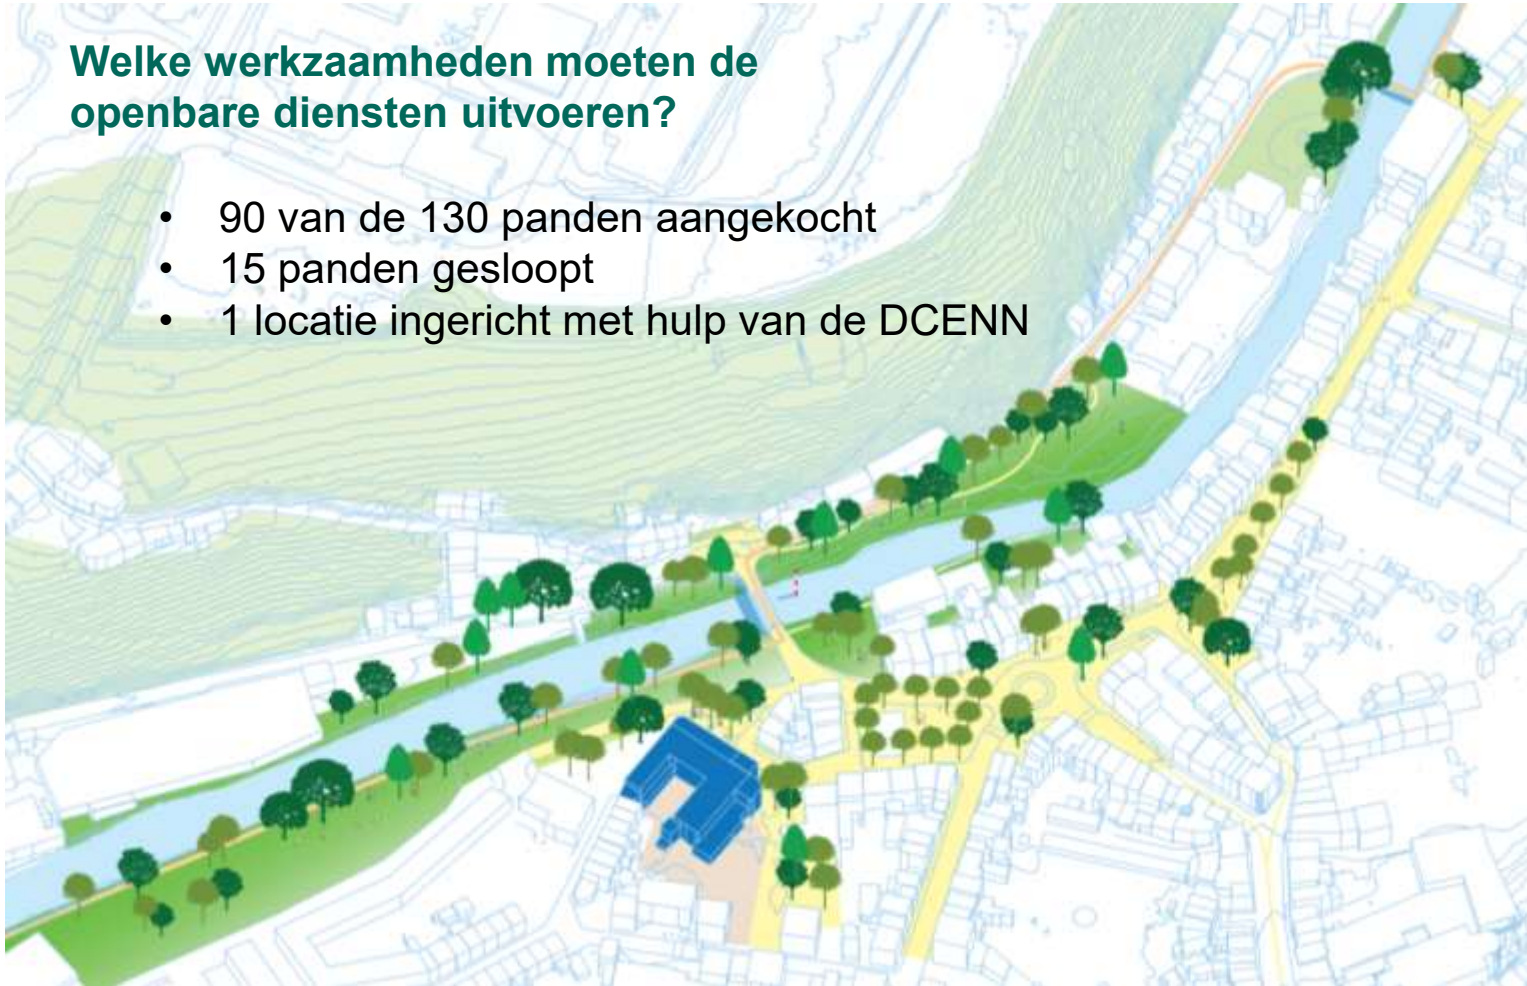 Welke werkzaamheden moeten de
openbare diensten uitvoeren?
• 90 van de 130 panden aangekocht
• 15 panden gesloopt
• 1 locatie ingericht met hulp van de DCENN